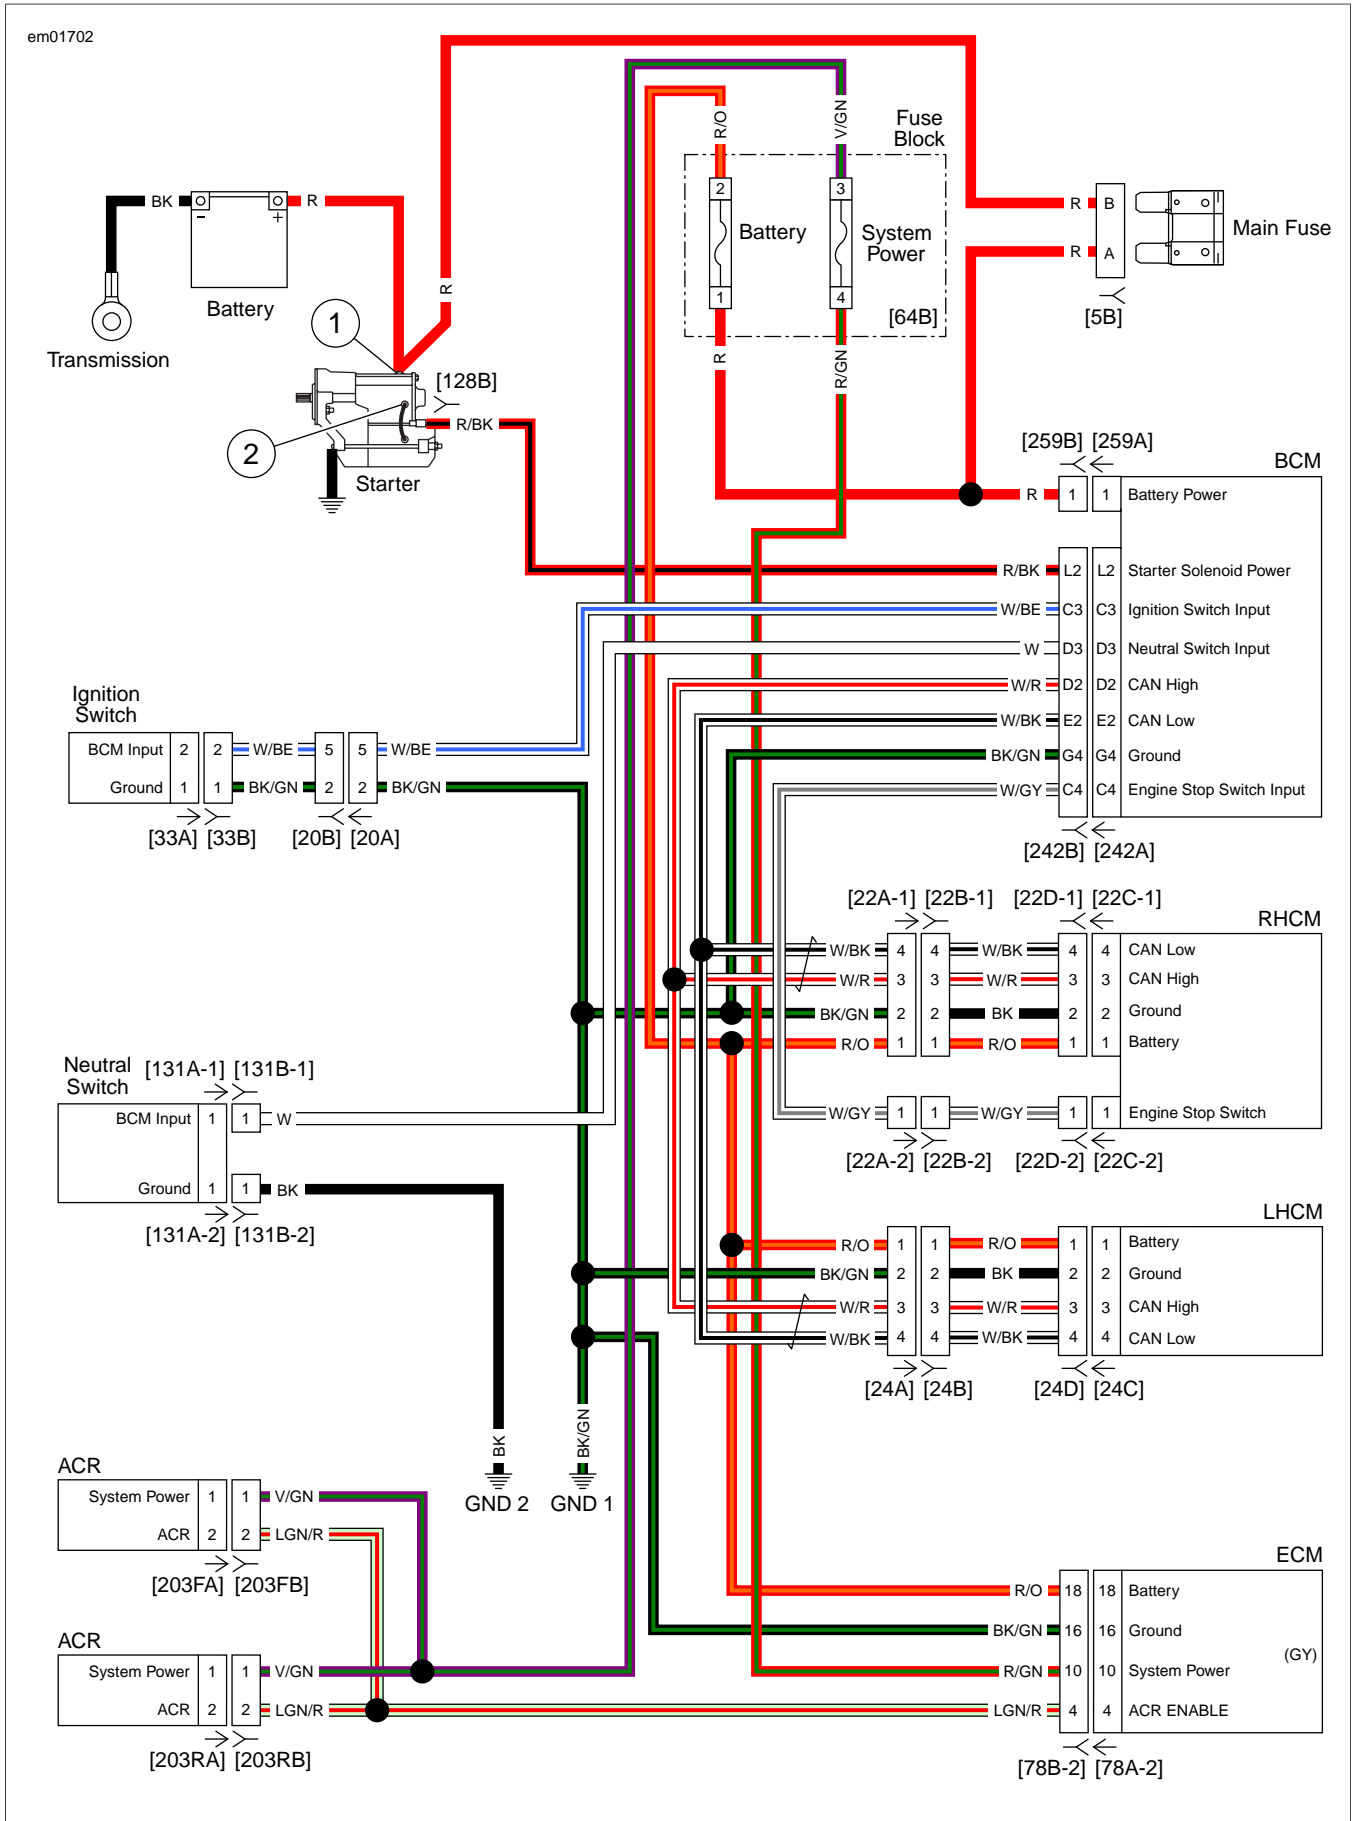 em01702
R/O
V/GN
Fuse
Block
BK
R
R
2
3
R
B
Main Fuse
Battery
System
Power
R
A
-
+
Battery
1
4
[64B]
[5B]
1
Transmission
R
R/GN
[128B]
R/BK
2
Starter
[259B] [259A]
BCM
R
1
1
Battery Power
R/BK
L2
L2
Starter Solenoid Power
W/BE
C3
C3
Ignition Switch Input
W
D3
D3
Neutral Switch Input
W/R
D2
D2
CAN High
W/BK
E2
E2
CAN Low
BK/GN
G4
G4
Ground
W/GY
C4
C4
Engine Stop Switch Input
[242B] [242A]
Ignition
Switch
BCM Input
2
2
W/BE
5
5
W/BE
Ground
1
1
BK/GN
2
2
BK/GN
[33A] [33B]
[20B] [20A]
[22A-1] [22B-1]
[22D-1] [22C-1]
RHCM
W/BK
4
4
W/BK
4
4
CAN Low
W/R
3
3
W/R
3
3
CAN High
BK/GN
2
2
BK
2
2
Ground
R/O
1
1
R/O
1
1
Battery
W/GY
1
1
W/GY
1
1
Engine Stop Switch
[22A-2] [22B-2]
[22D-2] [22C-2]
Neutral
Switch
[131A-1] [131B-1]
BCM Input
1
1
W
Ground
1
1
BK
[131A-2] [131B-2]
LHCM
R/O
1
1
R/O
1
1
Battery
BK/GN
2
2
BK
2
2
Ground
W/R
3
3
W/R
3
3
CAN High
W/BK
4
4
W/BK
4
4
CAN Low
[24A] [24B]
[24D] [24C]
BK
BK/GN
GND 2
GND 1
ACR
System Power
1
1
V/GN
ACR
2
2
LGN/R
[203FA] [203FB]
ACR
System Power
1
1
V/GN
ACR
2
2
LGN/R
[203RA] [203RB]
ECM
R/O
18
18
Battery
BK/GN
16
16
Ground
(GY)
R/GN
10
10
System Power
LGN/R
4
4
ACR ENABLE
[78B-2] [78A-2]